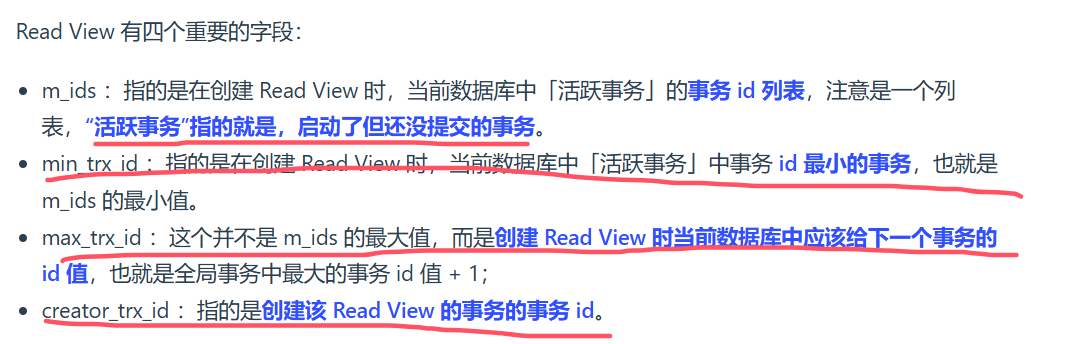 Read View 有四个重要的字段：
m_ids ：指的是在创建 Read View 时，当前数据库中「活跃事务」的事务 id 列表，注意是一个列
表，“活跃事务”指的就是，启动了但还没提交的事务。
min_trx_id ：指的是在创建 Read View 时，当前数据库中「活跃事务」中事务 id 最小的事务，也就是
m_ids 的最小值。
max_trx_id ：这个并不是 m_ids 的最大值，而是创建 Read View 时当前数据库中应该给下一个事务的
id 值，也就是全局事务中最大的事务 id 值 + 1；
creator_trx_id ：指的是创建该 Read View 的事务的事务 id。